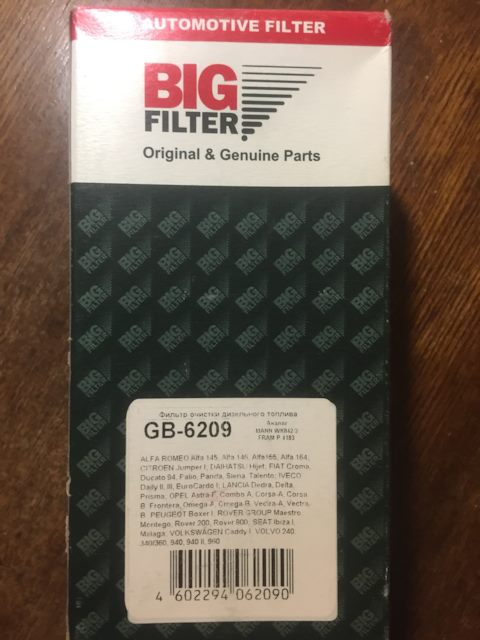 AUTOMOTIVE FILTER
BIG
FILTER
Original & Genuine Parts
Фильтр очистки дизельного топлива
GB-6209
Аналог
MANN WK842/3
FRAM P 4183
ALFA ROMEO Alfa 145, Alfa 146, Alfa155, Alfa 164,
CITROEN Jumper I; DAIHATSU Hijet, FIAT Croma,
Ducato 94, Palio, Panda, Siena, Talento; IVECO
Daily II, III, EuroCardo I; LANCIA Dedra, Delta,
Prisma; OPEL Astra-F, Combo A, Corsa-A, Corsa
B, Frontera, Omega A, Omega B, Vectra-A, Vectra
B; PEUGEOT Boxer I; ROVER GROUP Maestro
Montego, Rover 200, Rover 800; SEAT Ibiza I,
Malaga; VOLKSWAGEN Caddy I; VOLVO 240,
340/360, 940, 940 II, 960
4 602294 062090